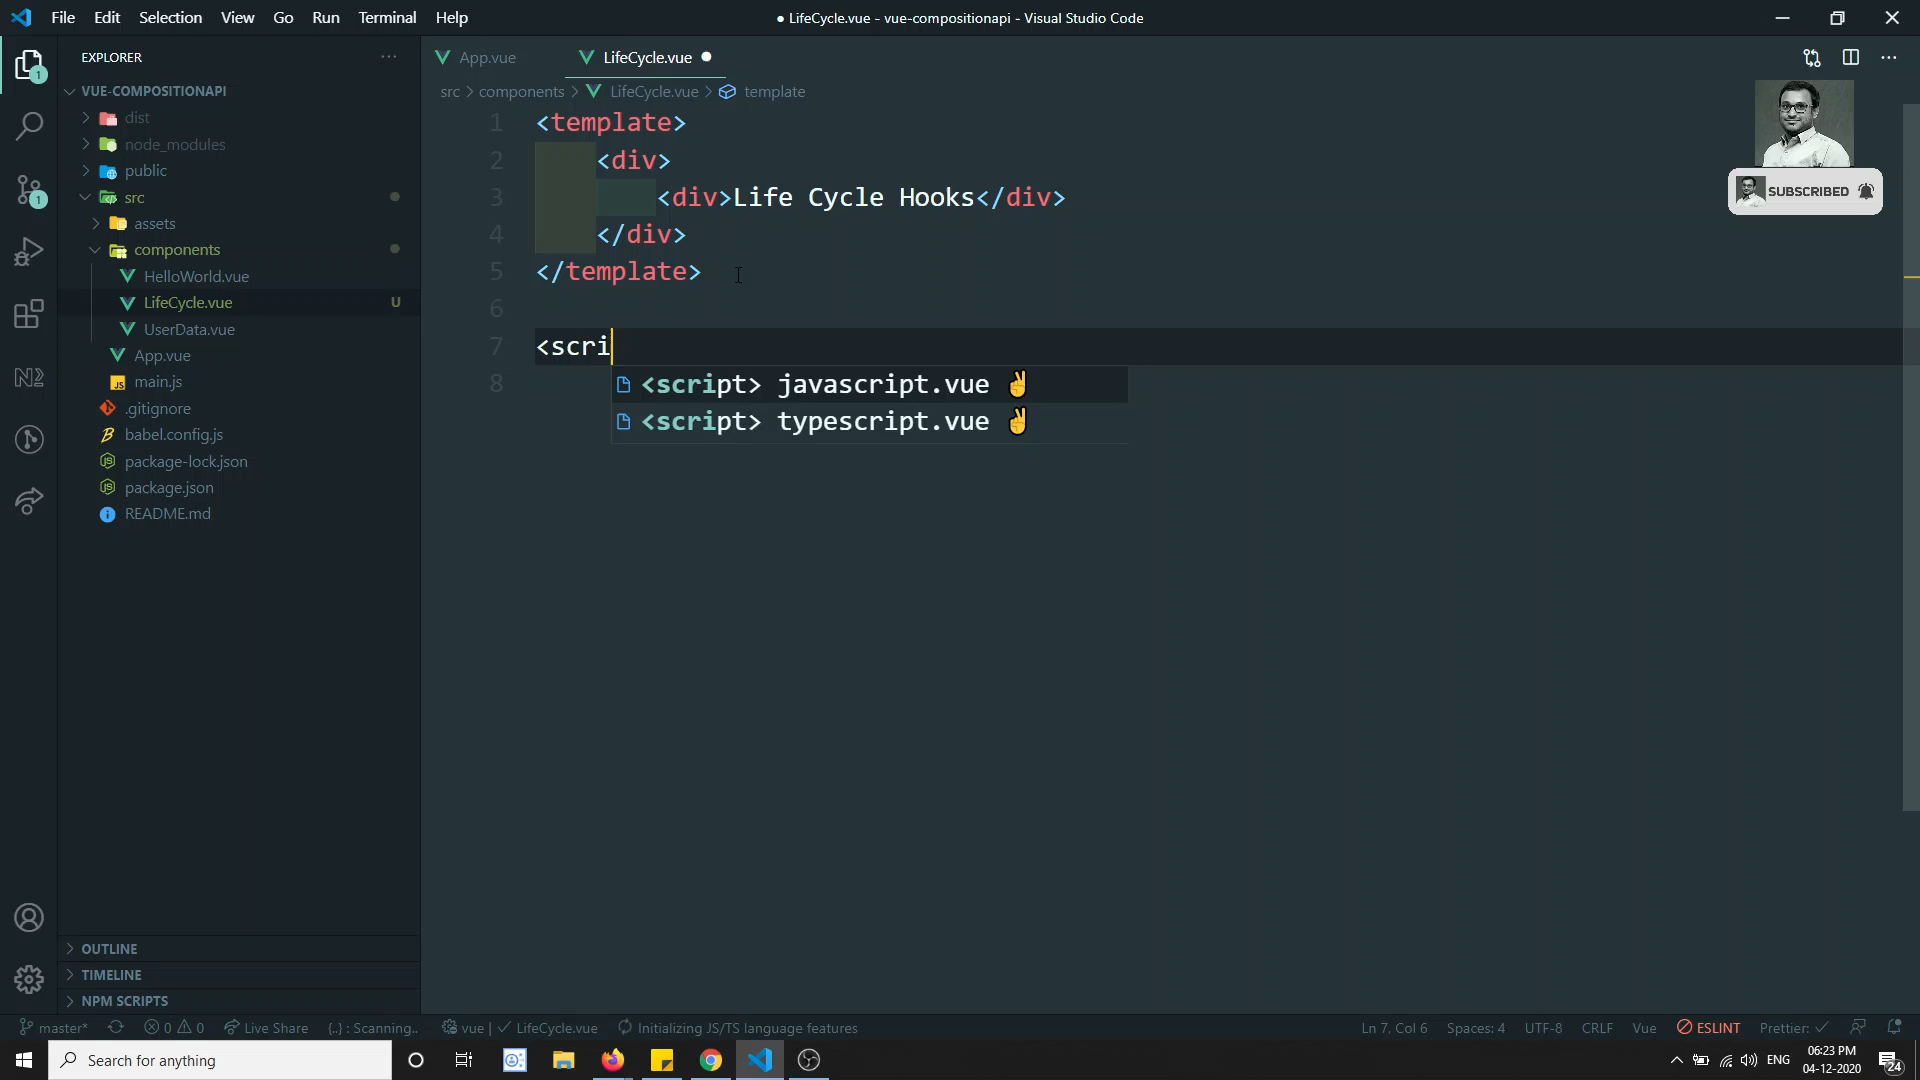 File Edit Selection View Go Run Terminal Help
● LifeCycle.vue - vue-compositionapi - Visual Studio Code
EXPLORER
VUE-COMPOSITIONAPI
dist
node_modules
public
src
assets
components
HelloWorld.vue
LifeCycle.vue U
UserData.vue
App.vue
main.js
.gitignore
babel.config.js
package-lock.json
package.json
README.md
OUTLINE
TIMELINE
NPM SCRIPTS
1
1
App.vue
LifeCycle.vue
src > components > LifeCycle.vue > template
1 <template>
2 <div>
3 <div>Life Cycle Hooks</div>
4 </div>
5 </template>
6
7 <scri
8
<script> javascript.vue ✌
<script> typescript.vue ✌
SUBSCRIBED
master* 0 0 Live Share {..} : Scanning.. vue | ✓ LifeCycle.vue Initializing JS/TS language features
Ln 7, Col 6 Spaces: 4 UTF-8 CRLF Vue ESLINT Prettier: ✓
Search for anything
ENG
06:23 PM
04-12-2020
24